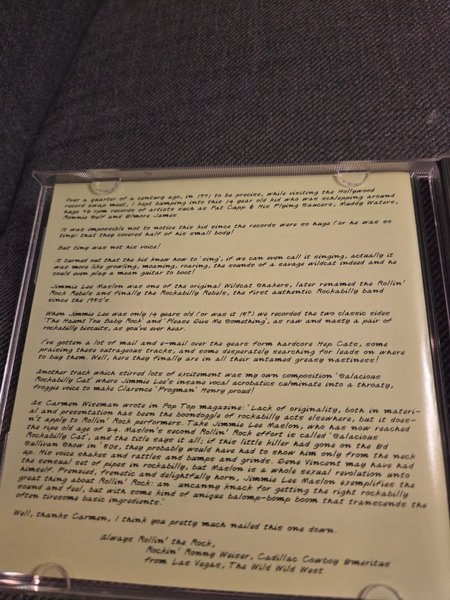 Over a quarter of a century ago, in 1971 to be precise, while visiting the Hollywood
record swap meet, I kept bumping into this 14 year old kid who was schlepping around
huge 78 rpm records of artists such as Pat Cupp & His Flying Saucers, Muddy Waters,
Ronnie Self and Elmore James.
It was impossible not to notice this kid since the records were so huge (or he was so
tiny) that they covered half of his small body!
But tiny was not his voice!
It turned out that the kid knew how to 'sing', if we can even call it singing, actually it
was more like growling, moaning, roaring, the sounds of a savage wildcat indeed and he
could even play a mean guitar to boot!
Jimmie Lee Maslon was one of the original Wildcat Shakers, later renamed the Rollin'
Rock Rebels and finally the Rockabilly Rebels, the first authentic Rockabilly band
since the 1950's.
When Jimmie Lee was only 14 years old (or was it 15?) we recorded the two classic sides
'The Haunt You Baby Rock' and 'Please Give Me Something', as raw and nasty a pair of
rockabilly biscuits, as you've ever hear.
I've gotten a lot of mail and e-mail over the years form hardcore Hep Cats, some
praising these outrageous tracks, and some desperately searching for leads on where
to buy them. Well, here they finally are in all their untamed greasy nastiness!
Another track which stirred lots of excitement was my own composition 'Salacious
Rockabilly Cat' where Jimmie Lee's insane vocal acrobatics culminate into a throaty,
froggie voice to make Clarence 'Frogman' Henry proud!
As Carmen Wiseman wrote in Pop Top magazine: 'Lack of originality, both in materi-
al and presentation has been the boondoggle of rockabilly acts elsewhere, but it does-
n't apply to Rollin' Rock performers. Take Jimmie Lee Maslon, who has now reached
the ripe old age of 24. Maslon's second Rollin' Rock effort is called 'Salacious
Rockabilly Cat', and the title says it all; if this little killer had gone on the Ed
Sullivan Show in '50s, they probably would have had to show him only from the neck
up. His voice shakes and rattles and bumps and grinds. Gene Vincent may have had
the sensual set of pipes in rockabilly, but Maslon is a whole sexual revolution unto
himself. Frenzied, frenetic and delightfully horn, Jimmie Lee Maslon exemplifies the
great thing about Rollin' Rock: an uncanny knack for getting the right rockabilly
sound and feel, but with some kind of unique balomp-bomp boom that transcends the
often tiresome basic ingredients.'
Well, thanks Carmen, I think you pretty much nailed this one down.
Always Rollin' the Rock,
Rockin' Ronny Weiser, Cadillac Cowboy Emeritus
from Las Vegas, The Wild Wild West